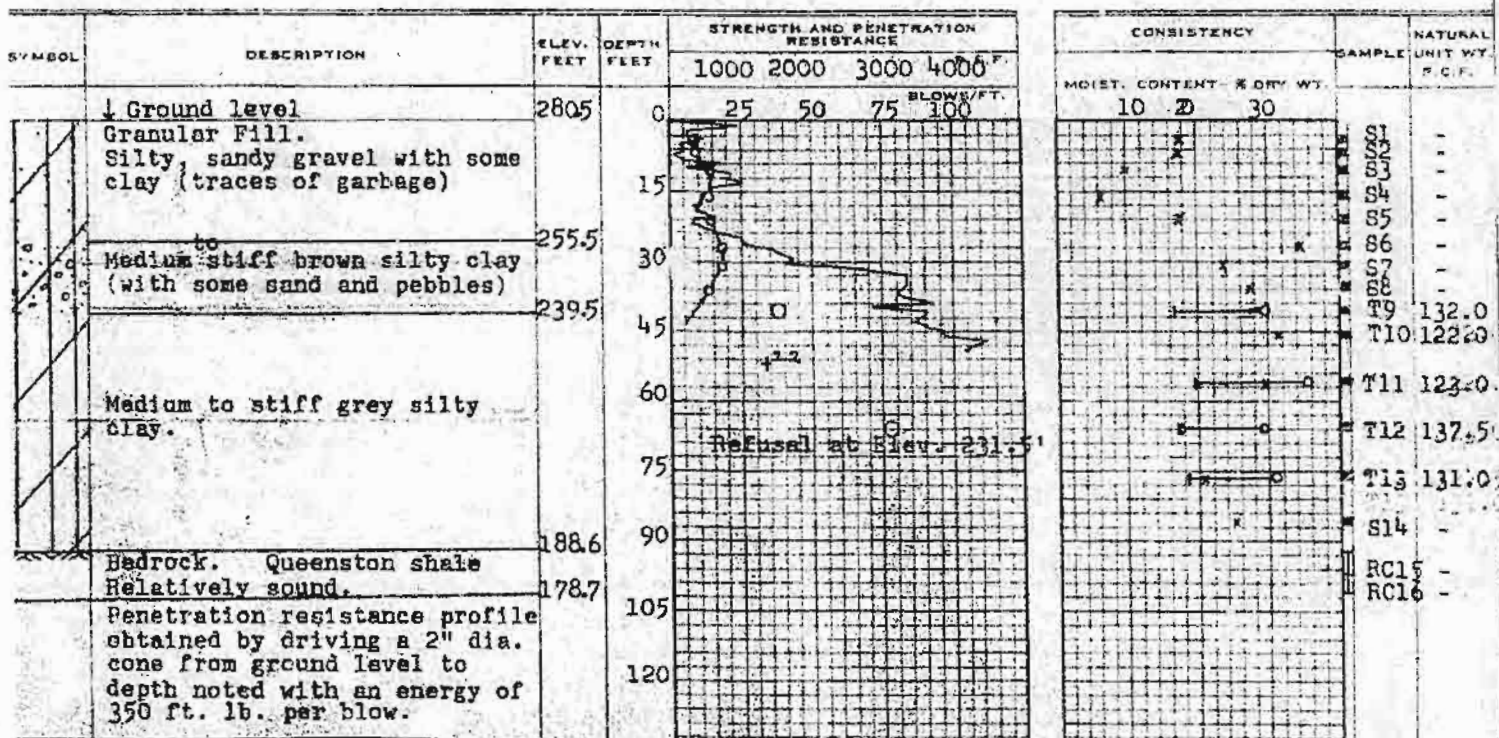 SYMBOL
DESCRIPTION
ELEV. FEET
DEPTH FEET
STRENGTH AND PENETRATION RESISTANCE
P.S.F.
1000 2000 3000 4000
BLOWS/FT.
25 50 75 100
CONSISTENCY
MOIST. CONTENT - % DRY WT.
10 20 30
SAMPLE
NATURAL UNIT WT. P.C.F.
↓ Ground level 280.5
Granular Fill.
Silty, sandy gravel with some
clay (traces of garbage)
to 255.5
Medium stiff brown silty clay
(with some sand and pebbles)
239.5
Medium to stiff grey silty
clay.
188.6
Bedrock. Queenston shale
Relatively sound. 178.7
Penetration resistance profile
obtained by driving a 2" dia.
cone from ground level to
depth noted with an energy of
350 ft. lb. per blow.
0
15
30
45
60
75
90
105
120
+2.2
Refusal at Elev. 231.5'
S1 -
S2 -
S3 -
S4 -
S5 -
S6 -
S7 -
S8 -
T9 132.0
T10 122.0
T11 123.0
T12 137.5
T13 131.0
S14 -
RC15 -
RC16 -